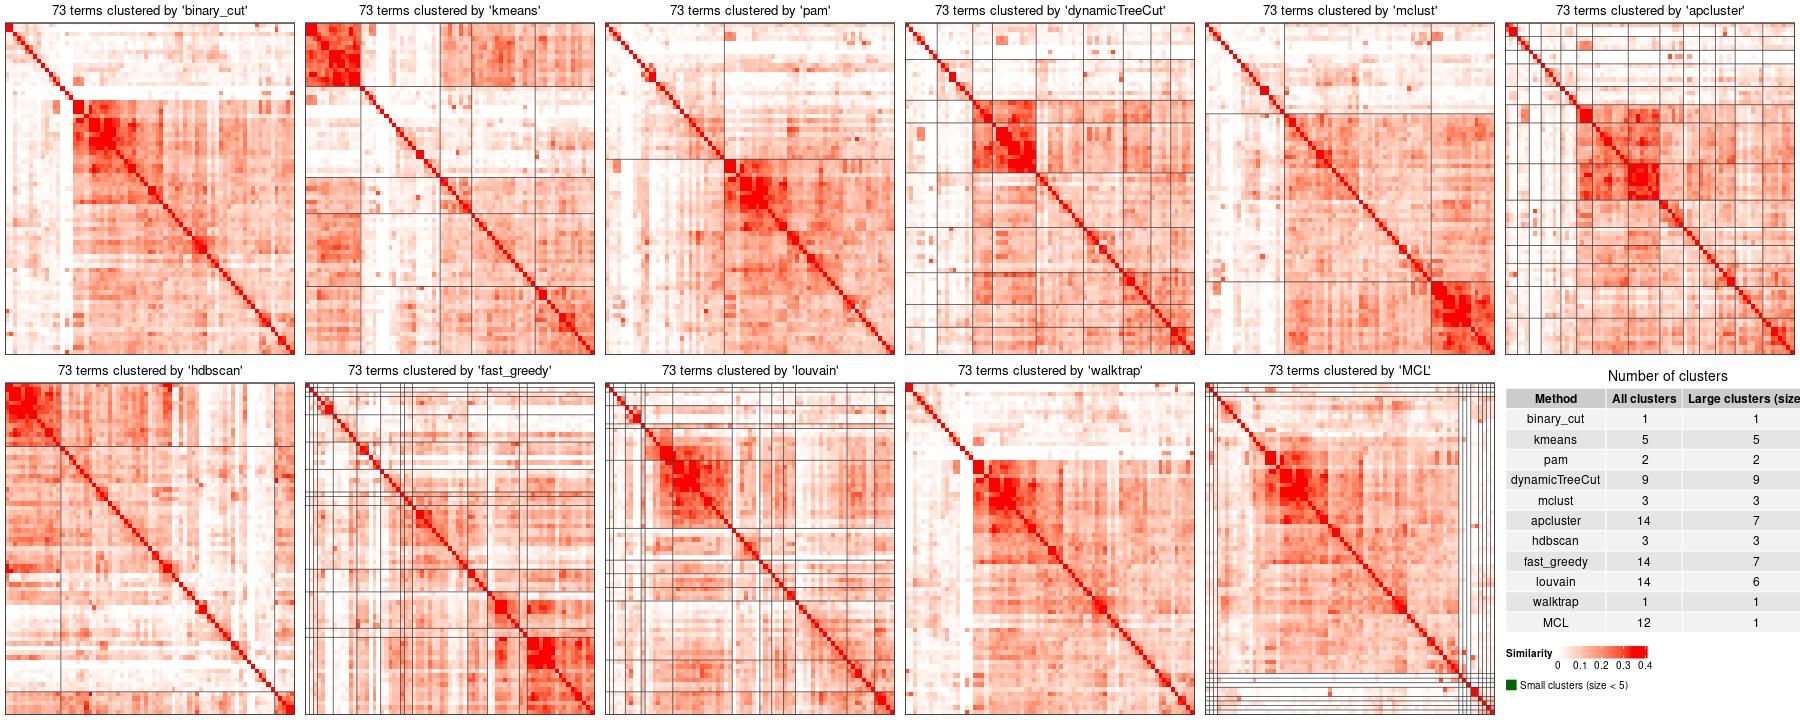 73 terms clustered by 'binary_cut'
73 terms clustered by 'kmeans'
73 terms clustered by 'pam'
73 terms clustered by 'dynamicTreeCut'
73 terms clustered by 'mclust'
73 terms clustered by 'apcluster'
73 terms clustered by 'hdbscan'
73 terms clustered by 'fast_greedy'
73 terms clustered by 'louvain'
73 terms clustered by 'walktrap'
73 terms clustered by 'MCL'
Number of clusters
Method All clusters Large clusters (size
binary_cut 1 1
kmeans 5 5
pam 2 2
dynamicTreeCut 9 9
mclust 3 3
apcluster 14 7
hdbscan 3 3
fast_greedy 14 7
louvain 14 6
walktrap 1 1
MCL 12 1
Similarity
0 0.1 0.2 0.3 0.4
Small clusters (size < 5)